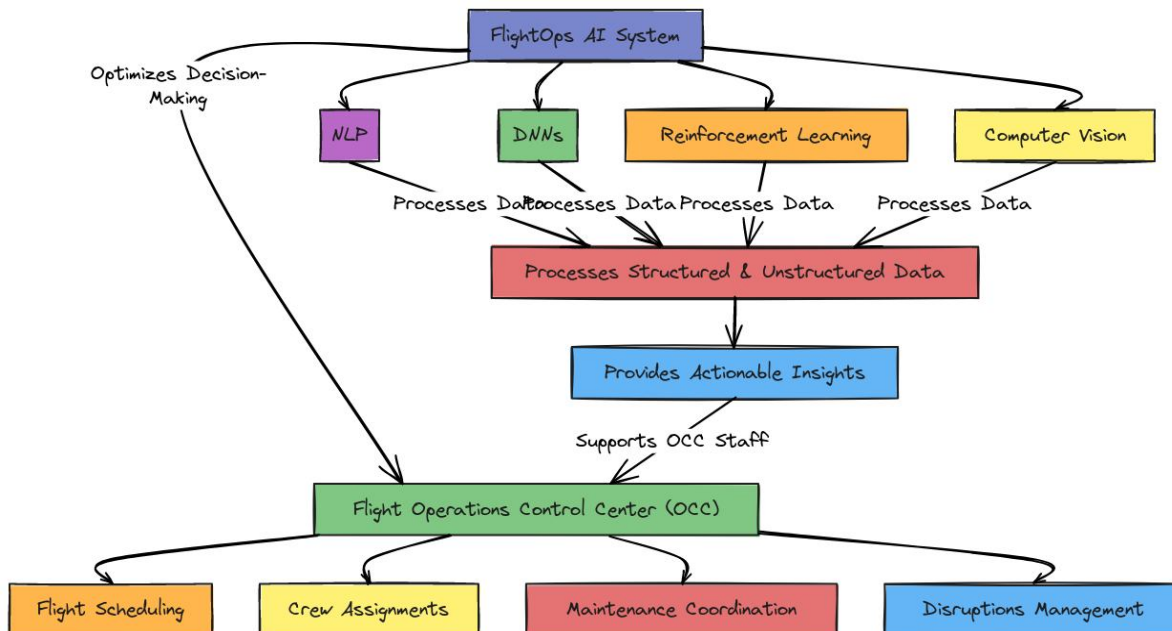 FlightOps AI System
Optimizes Decision-
Making
NLP
DNNs
Reinforcement Learning
Computer Vision
Processes Data
Processes Data
Processes Data
Processes Data
Processes Structured & Unstructured Data
Provides Actionable Insights
Supports OCC Staff
Flight Operations Control Center (OCC)
Flight Scheduling
Crew Assignments
Maintenance Coordination
Disruptions Management